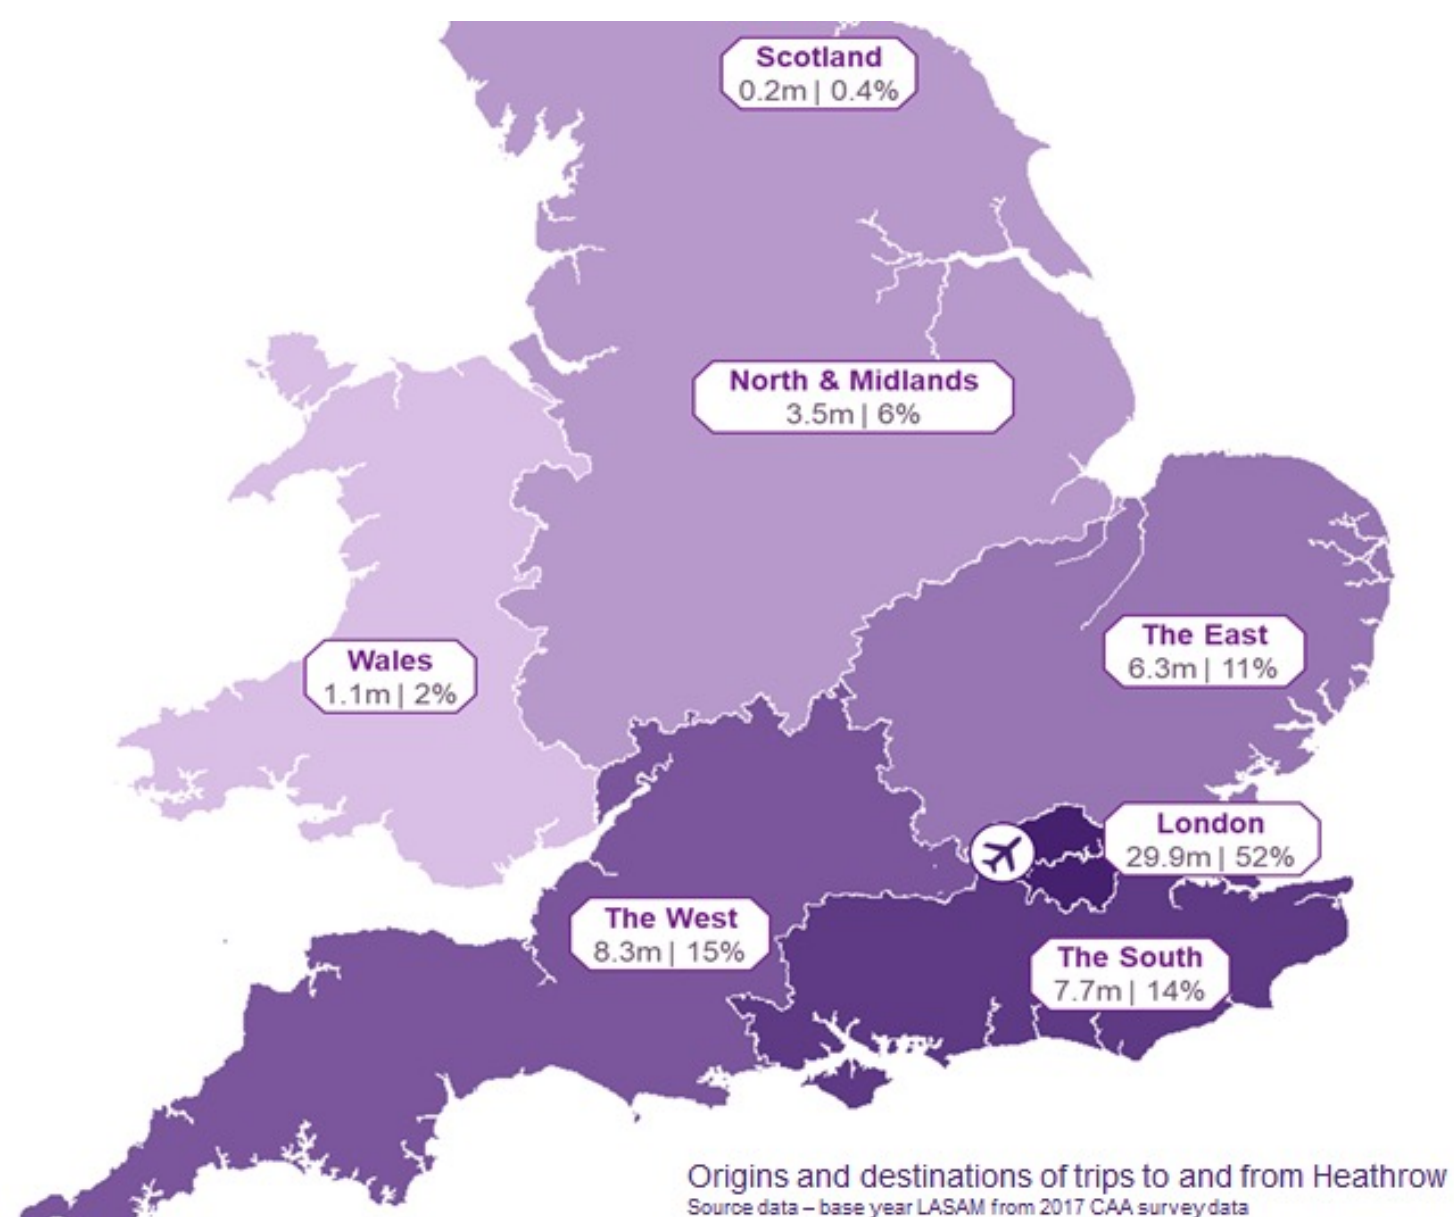 Scotland
0.2m | 0.4%
North & Midlands
3.5m | 6%
The East
6.3m | 11%
Wales
1.1m | 2%
London
29.9m | 52%
The West
8.3m | 15%
The South
7.7m | 14%
Origins and destinations of trips to and from Heathrow
Source data – base year LASAM from 2017 CAA survey data